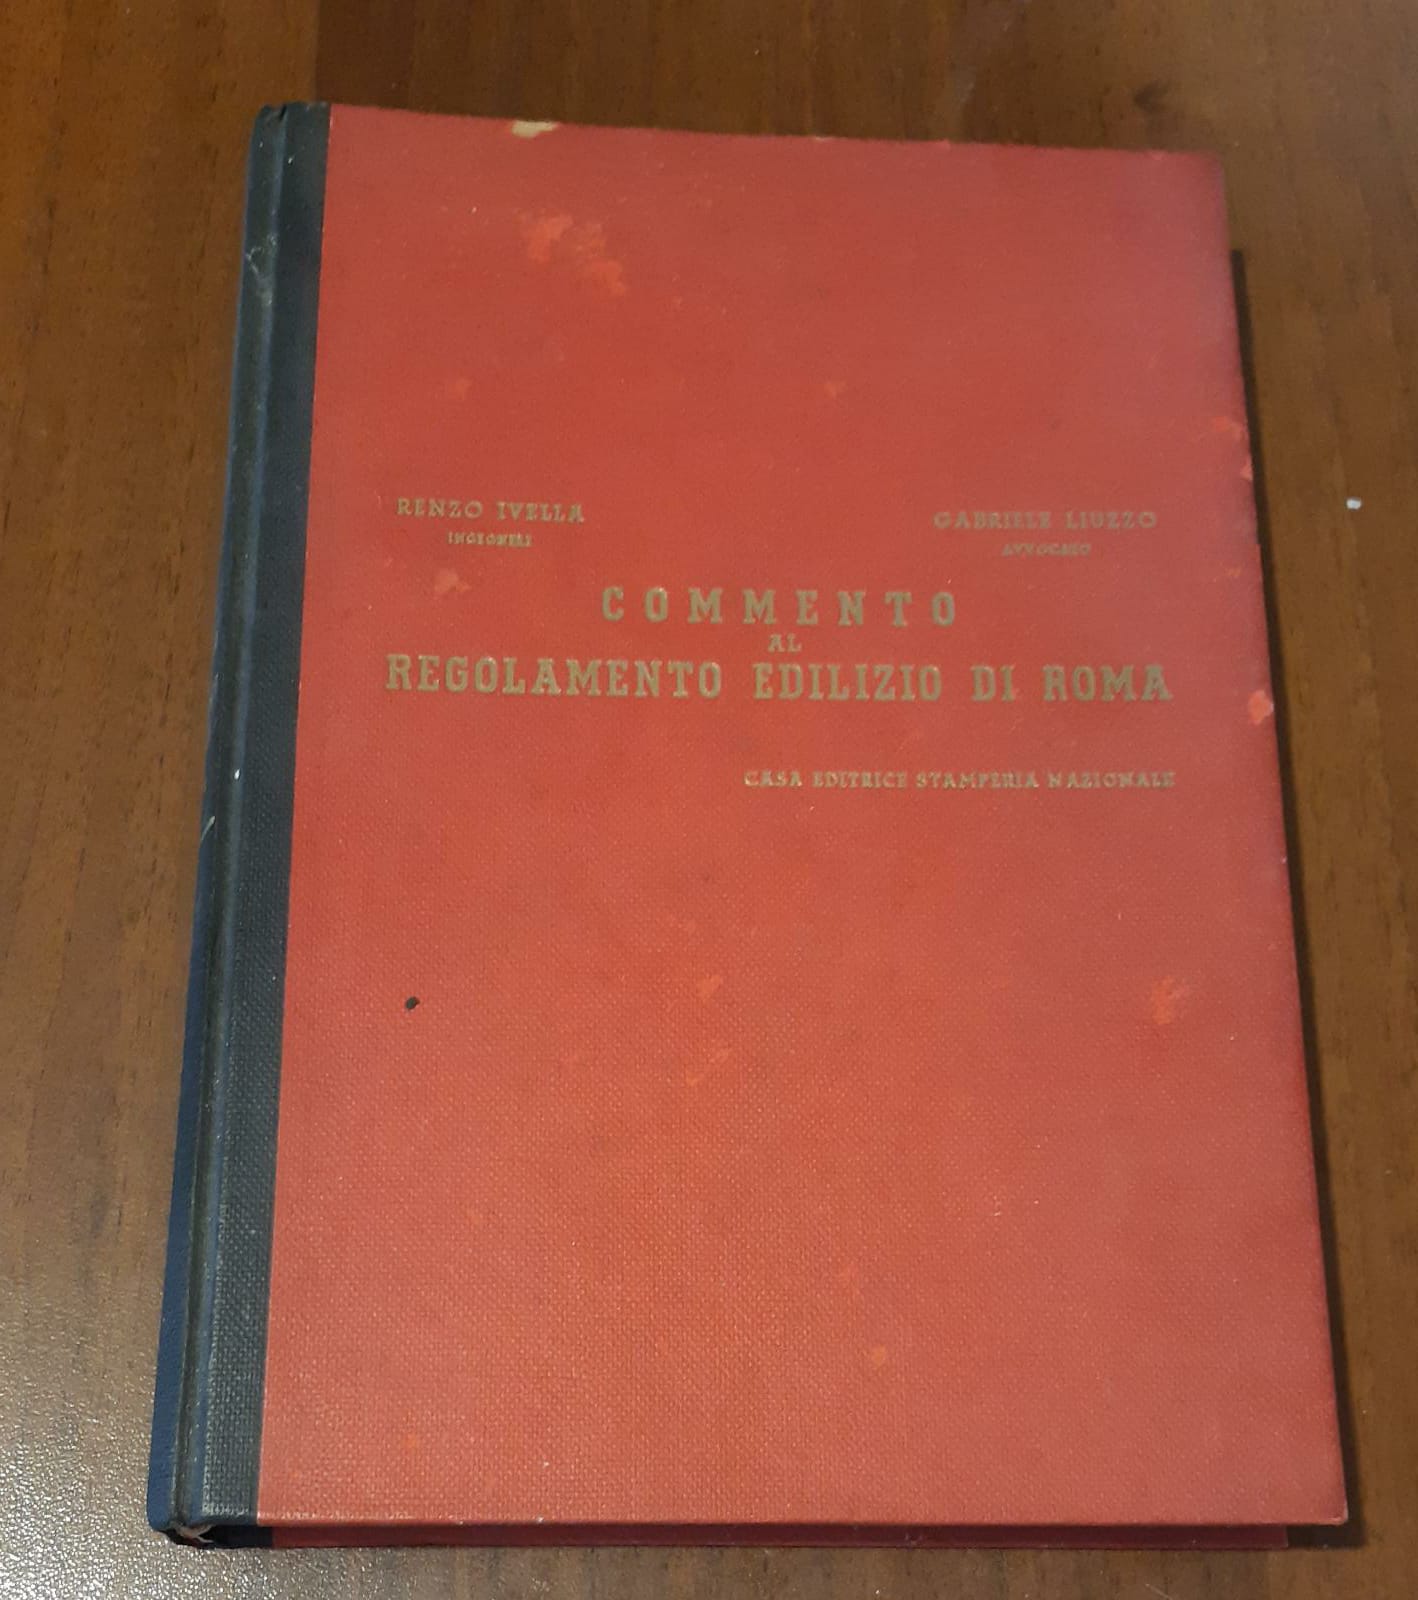 RENZO IVELLA
INGEGNERE
GABRIELE LIUZZO
AVVOCATO
COMMENTO
AL
REGOLAMENTO EDILIZIO DI ROMA
CASA EDITRICE STAMPERIA NAZIONALE